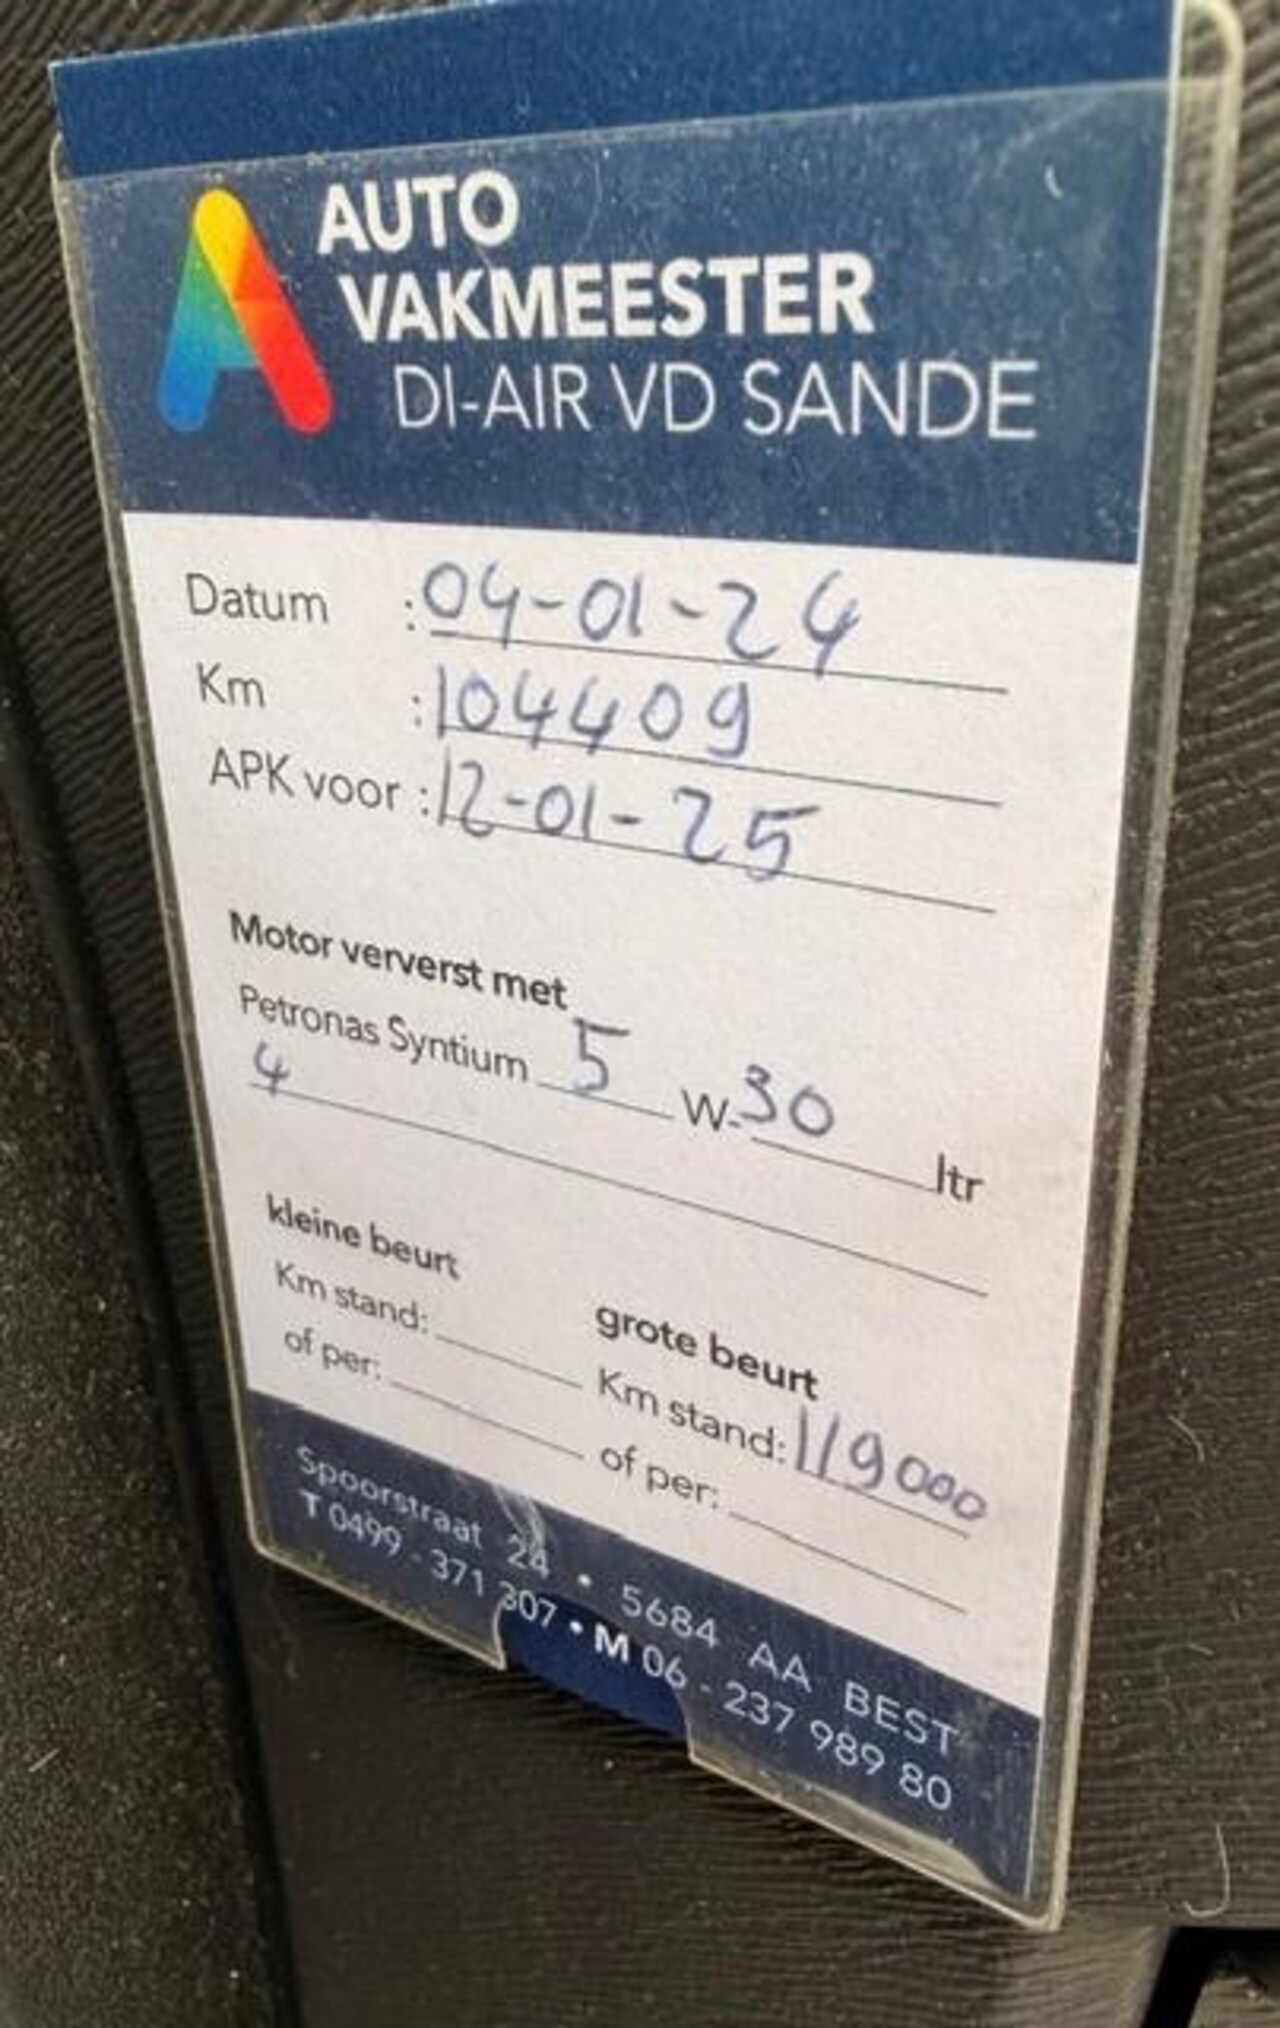 AUTO
VAKMEESTER
DI-AIR VD SANDE
Datum : 04-01-24
Km : 104409
APK voor : 12-01-25
Motor ververst met
Petronas Syntium 5 W-30 ltr
4
kleine beurt
Km stand:
of per:
grote beurt
Km stand: 119000
of per:
Spoorstraat 24 • 5684 AA BEST
T 0499 - 371 307 • M 06 - 237 989 80